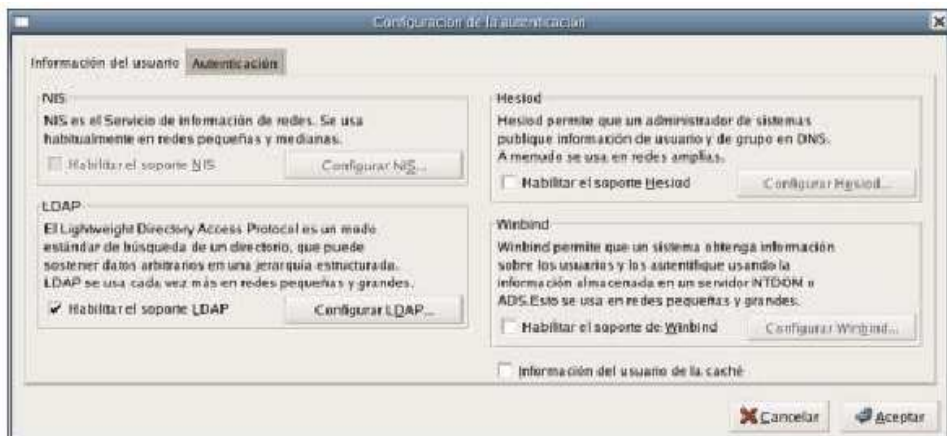 Configuración de la autenticación
Información del usuario Autenticación
NIS
NIS es el Servicio de información de redes. Se usa
habitualmente en redes pequeñas y medianas.
Habilitar el soporte NIS Configurar NIS...
LDAP
El Lightweight Directory Access Protocol es un modo
estándar de búsqueda de un directorio, que puede
sostener datos arbitrarios en una jerarquía estructurada.
LDAP se usa cada vez más en redes pequeñas y grandes.
Habilitar el soporte LDAP Configurar LDAP...
Hesiod
Hesiod permite que un administrador de sistemas
publique información de usuario y de grupo en DNS.
A menudo se usa en redes amplias.
Habilitar el soporte Hesiod Configurar Hesiod...
Winbind
Winbind permite que un sistema obtenga información
sobre los usuarios y los autentifique usando la
información almacenada en un servidor NTDOM o
ADS.Esto se usa en redes pequeñas y grandes.
Habilitar el soporte de Winbind Configurar Winbind...
Información del usuario de la caché
Cancelar Aceptar